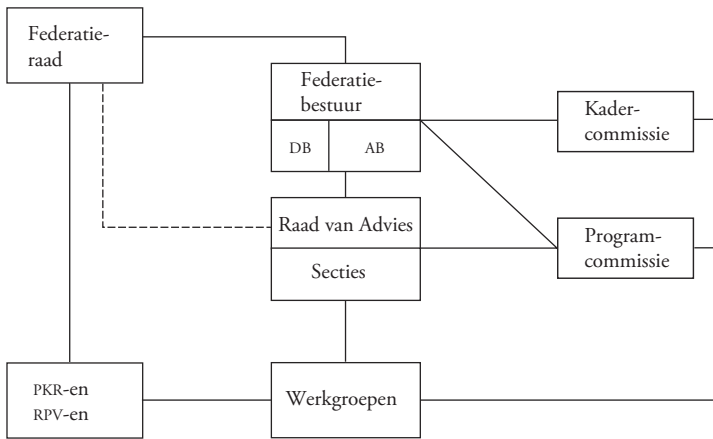 Federatie-
raad
Federatie-
bestuur
DB AB
Kader-
commissie
Raad van Advies
Secties
Program-
commissie
PKR-en
RPV-en
Werkgroepen